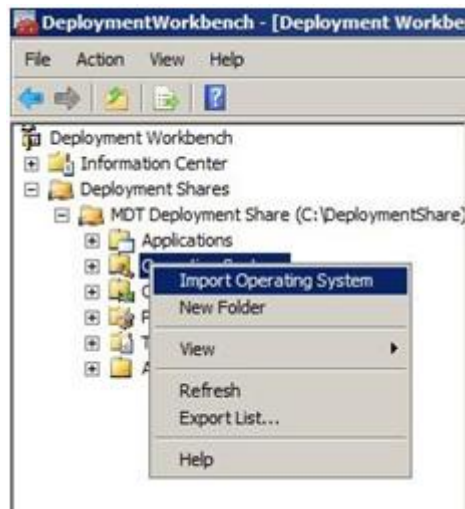 DeploymentWorkbench - [Deployment Workbe
File Action View Help
Deployment Workbench
Information Center
Deployment Shares
MDT Deployment Share (C:\DeploymentShare)
Applications
Import Operating System
New Folder
View
Refresh
Export List...
Help